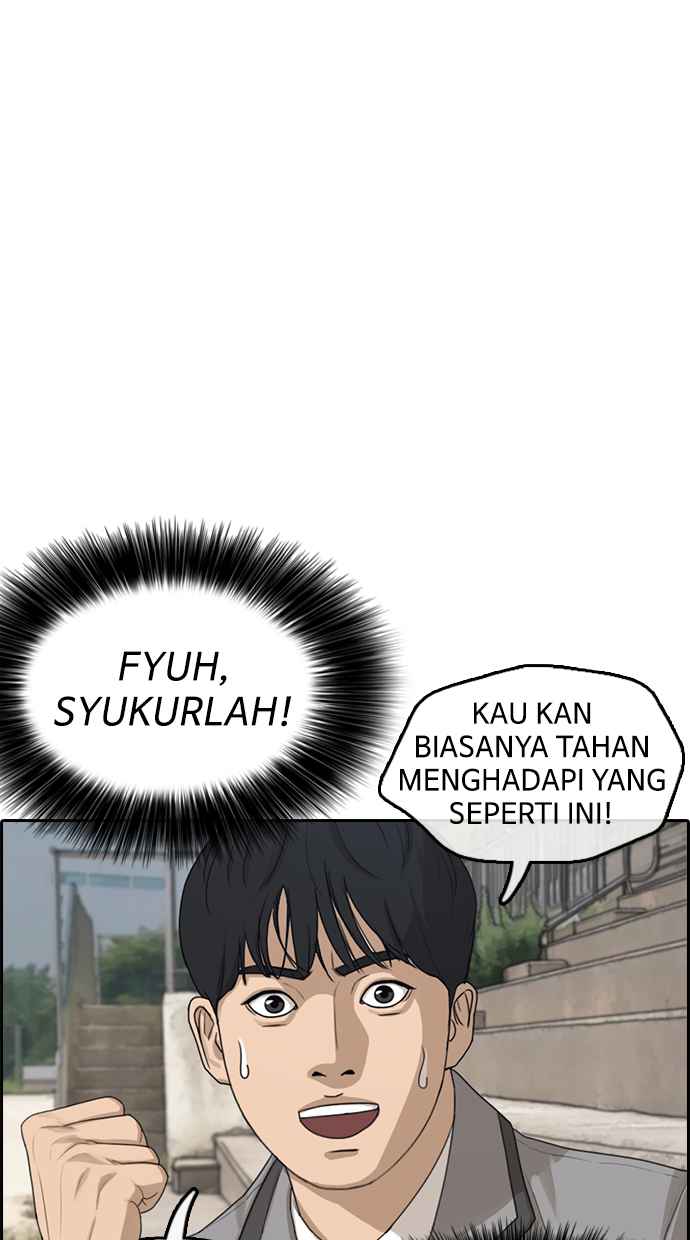 FYUH,
SYUKURLAH!
KAU KAN
BIASANYA TAHAN
MENGHADAPI YANG
SEPERTI INI!